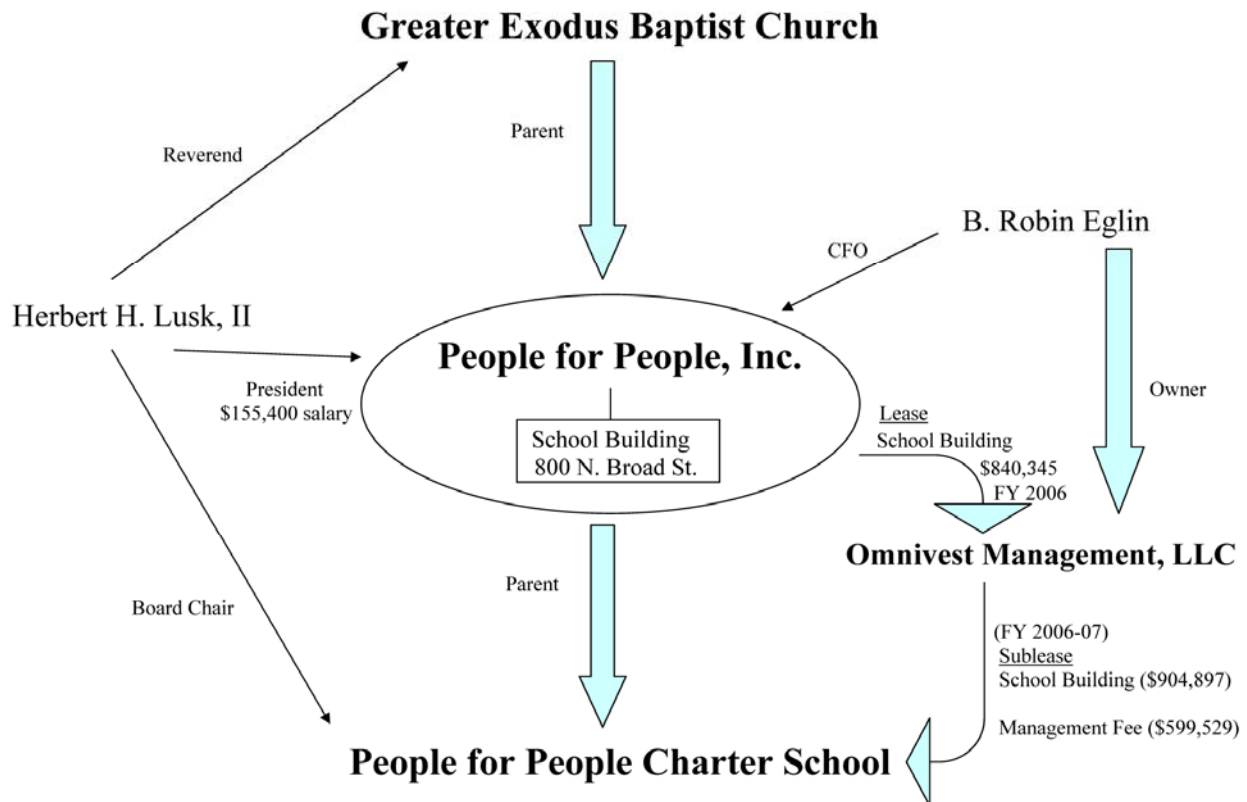 Greater Exodus Baptist Church
Parent
Reverend
B. Robin Eglin
CFO
Herbert H. Lusk, II
People for People, Inc.
President
$155,400 salary
Owner
Lease
School Building
School Building
800 N. Broad St.
$840,345
FY 2006
Omnivest Management, LLC
Parent
Board Chair
(FY 2006-07)
Sublease
School Building ($904,897)
Management Fee ($599,529)
People for People Charter School